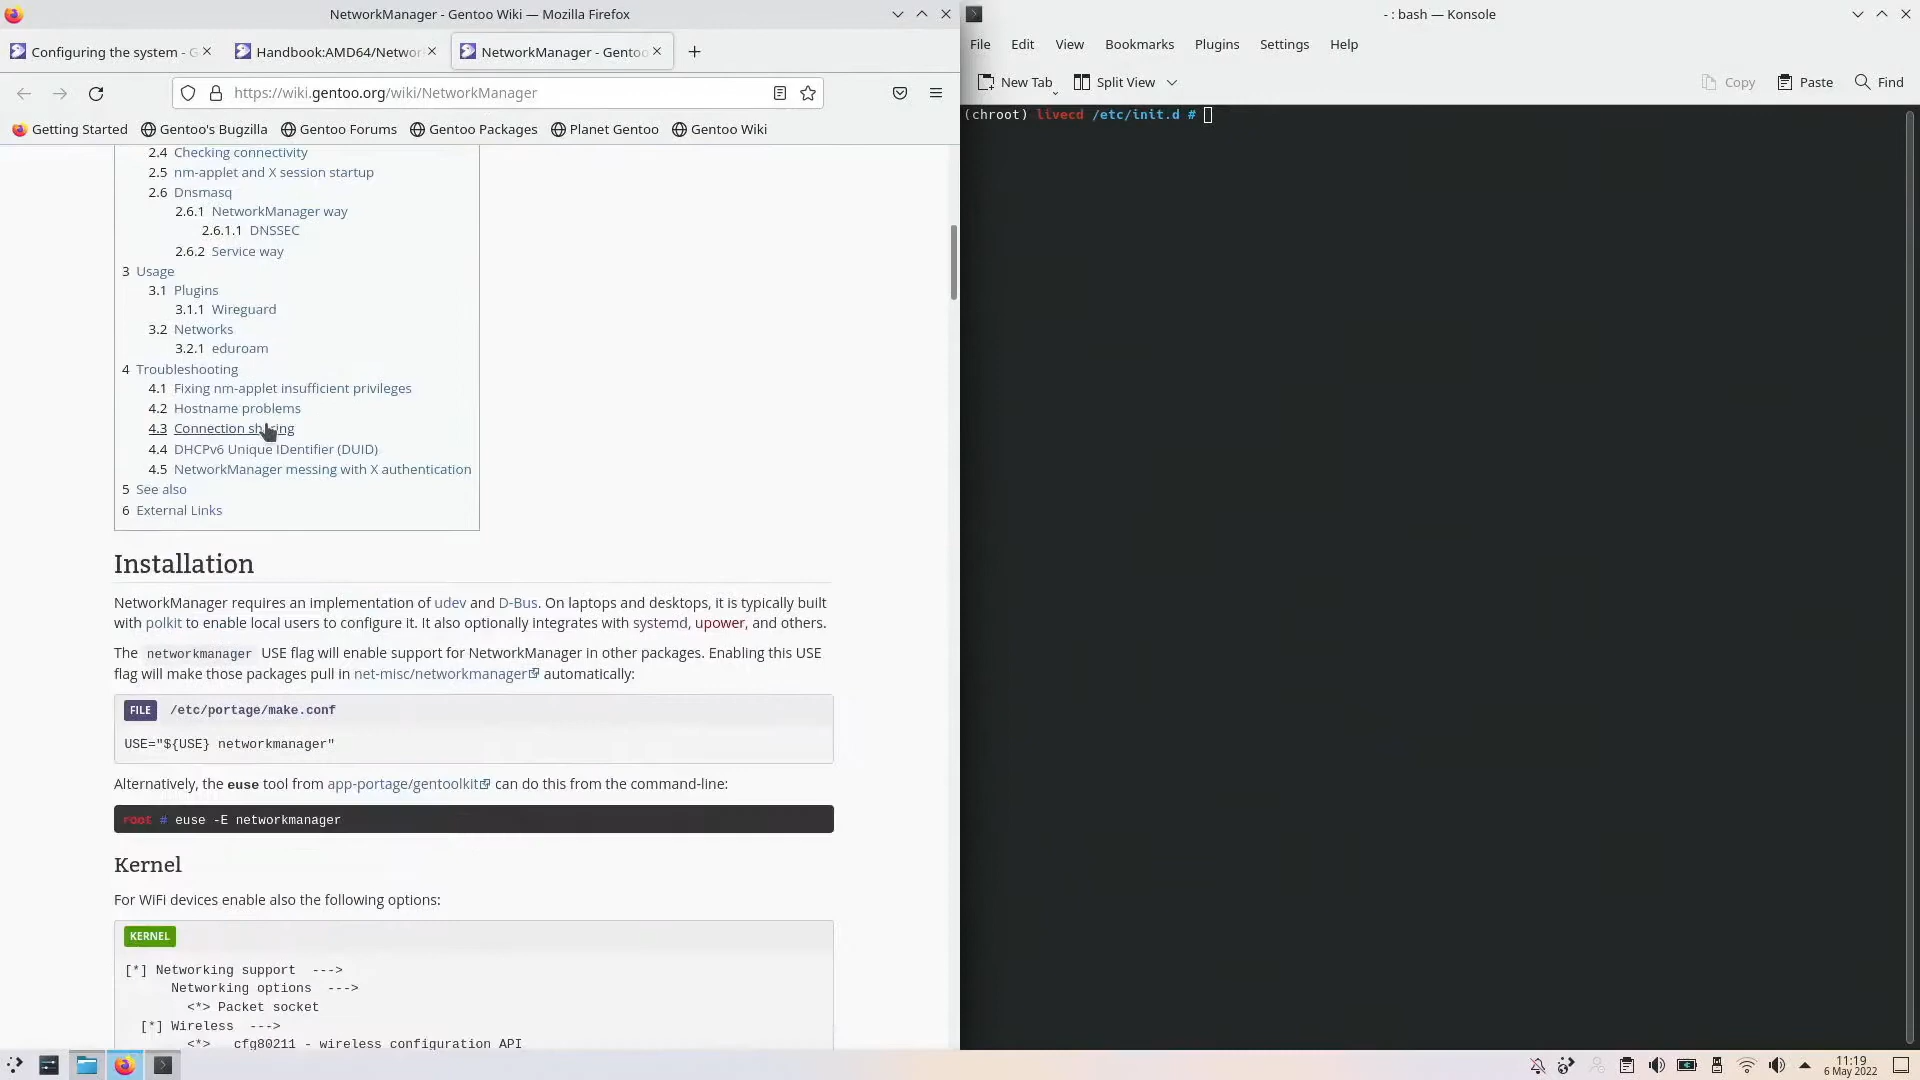 NetworkManager - Gentoo Wiki — Mozilla Firefox
Configuring the system - G
Handbook:AMD64/Networ
NetworkManager - Gentoo
https://wiki.gentoo.org/wiki/NetworkManager
Getting Started
Gentoo's Bugzilla
Gentoo Forums
Gentoo Packages
Planet Gentoo
Gentoo Wiki
2.4 Checking connectivity
2.5 nm-applet and X session startup
2.6 Dnsmasq
2.6.1 NetworkManager way
2.6.1.1 DNSSEC
2.6.2 Service way
3 Usage
3.1 Plugins
3.1.1 Wireguard
3.2 Networks
3.2.1 eduroam
4 Troubleshooting
4.1 Fixing nm-applet insufficient privileges
4.2 Hostname problems
4.3 Connection sharing
4.4 DHCPv6 Unique IDentifier (DUID)
4.5 NetworkManager messing with X authentication
5 See also
6 External Links
Installation
NetworkManager requires an implementation of udev and D-Bus. On laptops and desktops, it is typically built
with polkit to enable local users to configure it. It also optionally integrates with systemd, upower, and others.
The networkmanager USE flag will enable support for NetworkManager in other packages. Enabling this USE
flag will make those packages pull in net-misc/networkmanager automatically:
FILE /etc/portage/make.conf
USE="${USE} networkmanager"
Alternatively, the euse tool from app-portage/gentoolkit can do this from the command-line:
root # euse -E networkmanager
Kernel
For WiFi devices enable also the following options:
KERNEL
[*] Networking support --->
Networking options --->
<*> Packet socket
[*] Wireless --->
<*> cfg80211 - wireless configuration API
- : bash — Konsole
File Edit View Bookmarks Plugins Settings Help
New Tab
Split View
Copy
Paste
Find
(chroot) livecd /etc/init.d #
11:19
6 May 2022